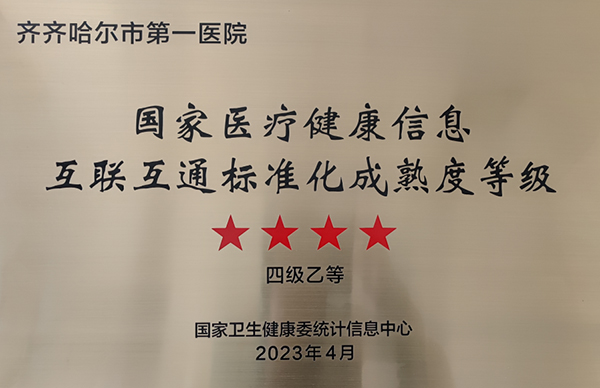 齐齐哈尔市第一医院
国家医疗健康信息
互联互通标准化成熟度等级
四级乙等
国家卫生健康委统计信息中心
2023年4月